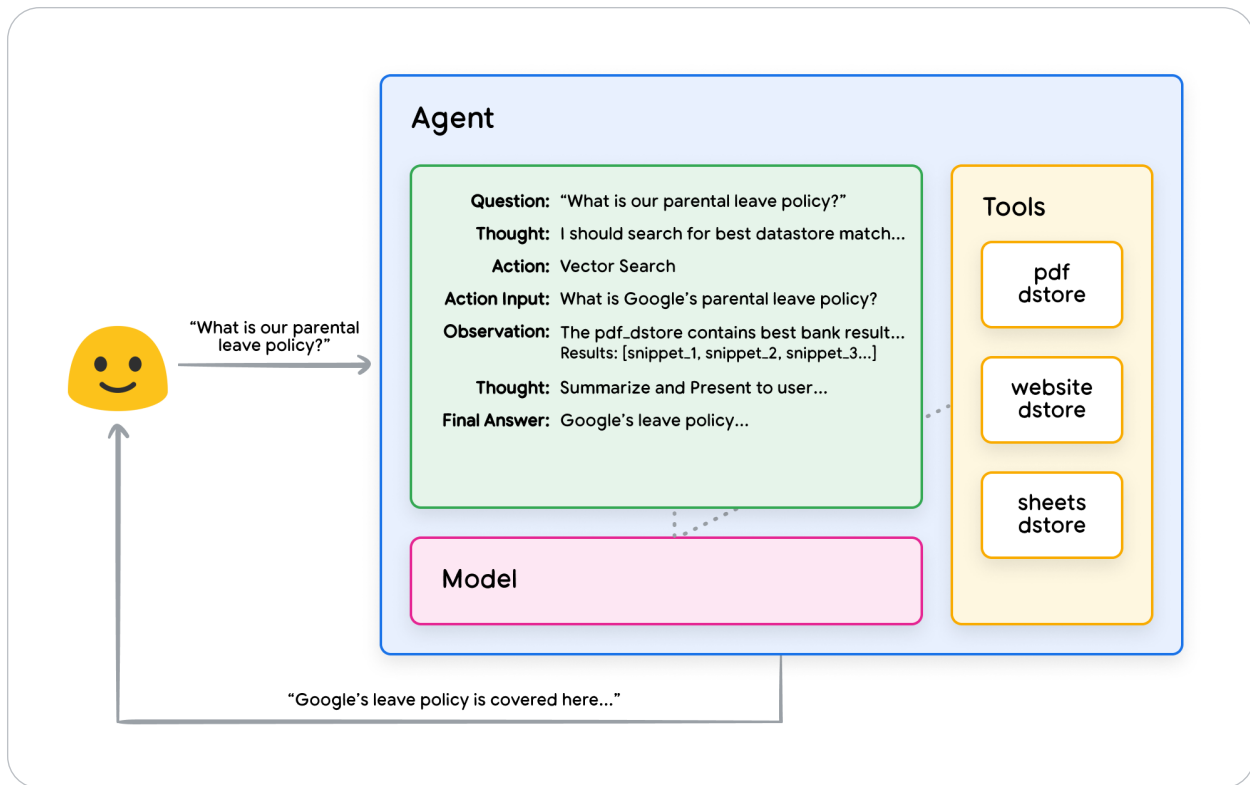 Agent
Question: “What is our parental leave policy?”
Thought: I should search for best datastore match...
Action: Vector Search
Action Input: What is Google’s parental leave policy?
Observation: The pdf_dstore contains best bank result...
Results: [snippet_1, snippet_2, snippet_3...]
Thought: Summarize and Present to user...
Final Answer: Google’s leave policy...
Tools
pdf
dstore
website
dstore
sheets
dstore
“What is our parental
leave policy?”
Model
“Google’s leave policy is covered here...”